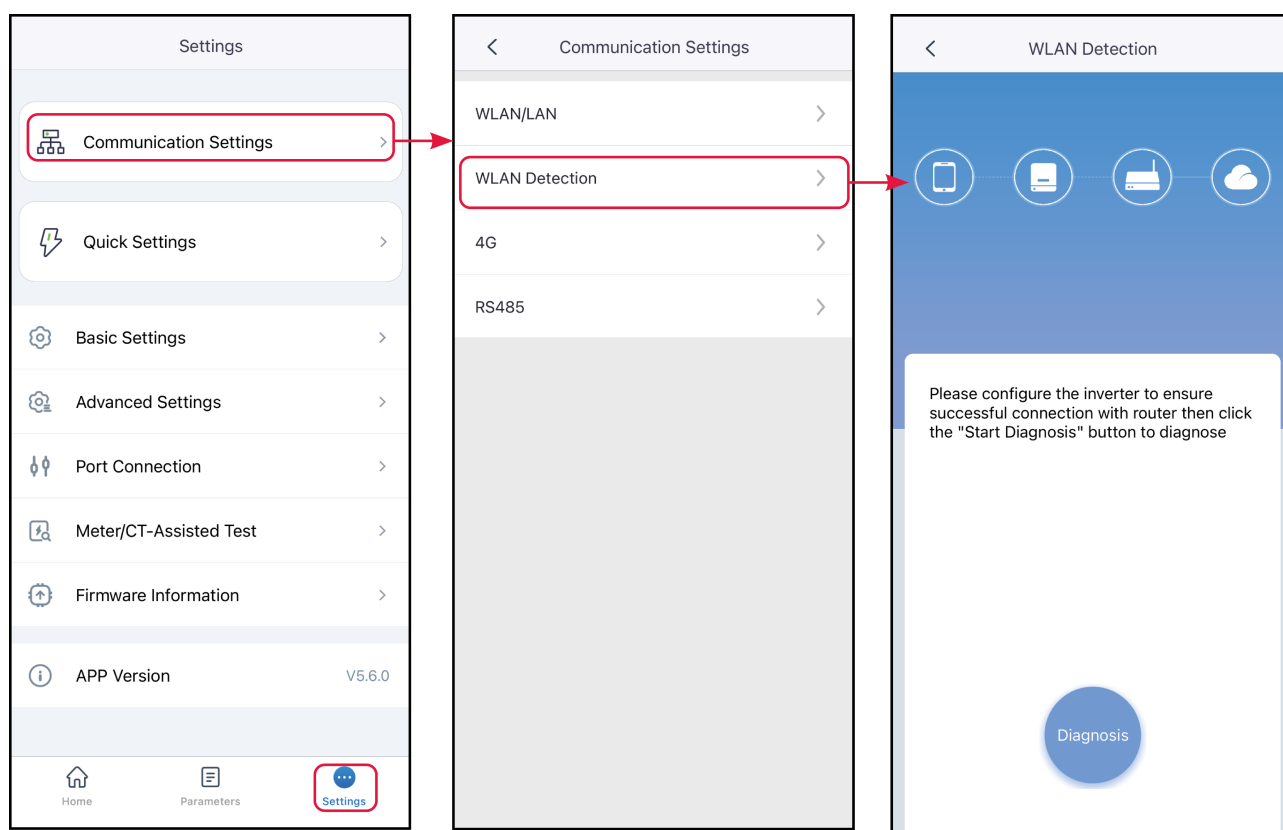 Settings
Communication Settings
Quick Settings
Basic Settings
Advanced Settings
Port Connection
Meter/CT-Assisted Test
Firmware Information
APP Version V5.6.0
Home Parameters Settings
Communication Settings
WLAN/LAN
WLAN Detection
4G
RS485
WLAN Detection
Please configure the inverter to ensure
successful connection with router then click
the "Start Diagnosis" button to diagnose
Diagnosis